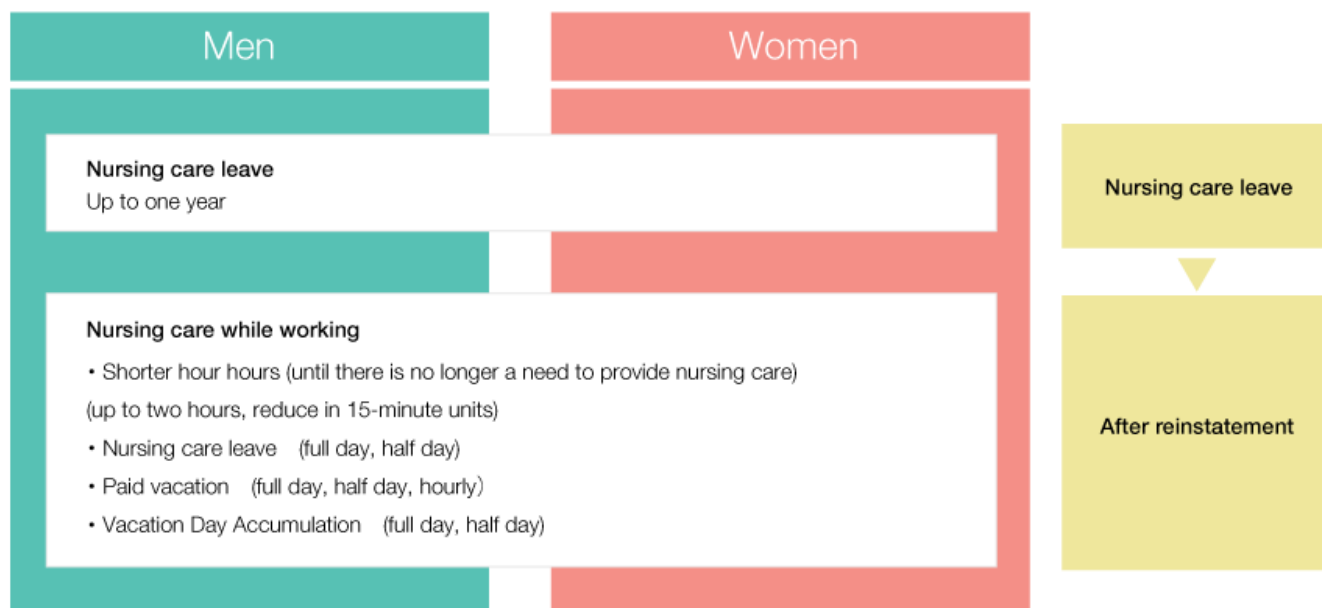 Men
Women
Nursing care leave
Up to one year
Nursing care leave
Nursing care while working
・Shorter hour hours (until there is no longer a need to provide nursing care)
(up to two hours, reduce in 15-minute units)
・Nursing care leave　(full day, half day)
・Paid vacation　(full day, half day, hourly）
・Vacation Day Accumulation　(full day, half day)
After reinstatement